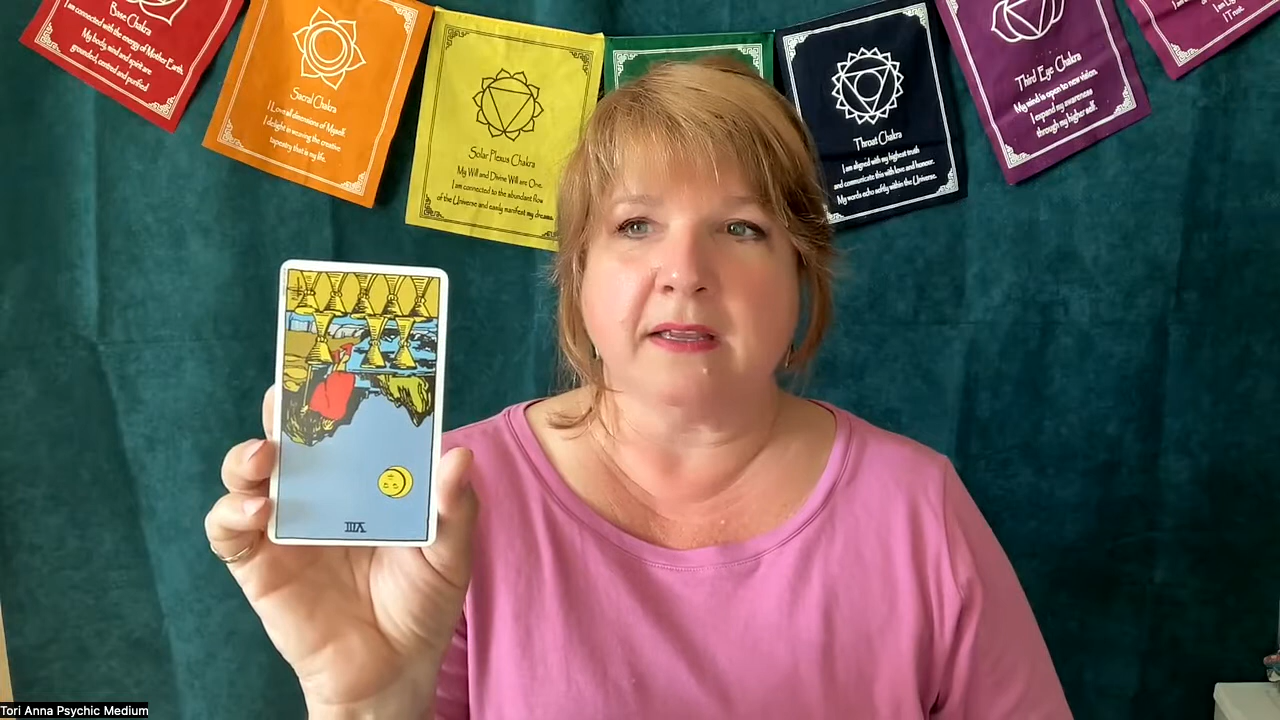 Base Chakra
I am connected with the energy of Mother Earth.
My body, mind and spirit are
grounded, centred and purified
Sacral Chakra
I Love all dimensions of Myself.
I delight in weaving the creative
tapestry that is my life.
Solar Plexus Chakra
My Will and Divine Will are One.
I am connected to the abundant flow
of the Universe and easily manifest my dreams.
Throat Chakra
I am aligned with my highest truth
and communicate this with love and honour.
My words echo softly within the Universe.
Third Eye Chakra
My mind is open to new vision.
I expand my awareness
through my higher self.
I Trust.
VIII
Tori Anna Psychic Medium